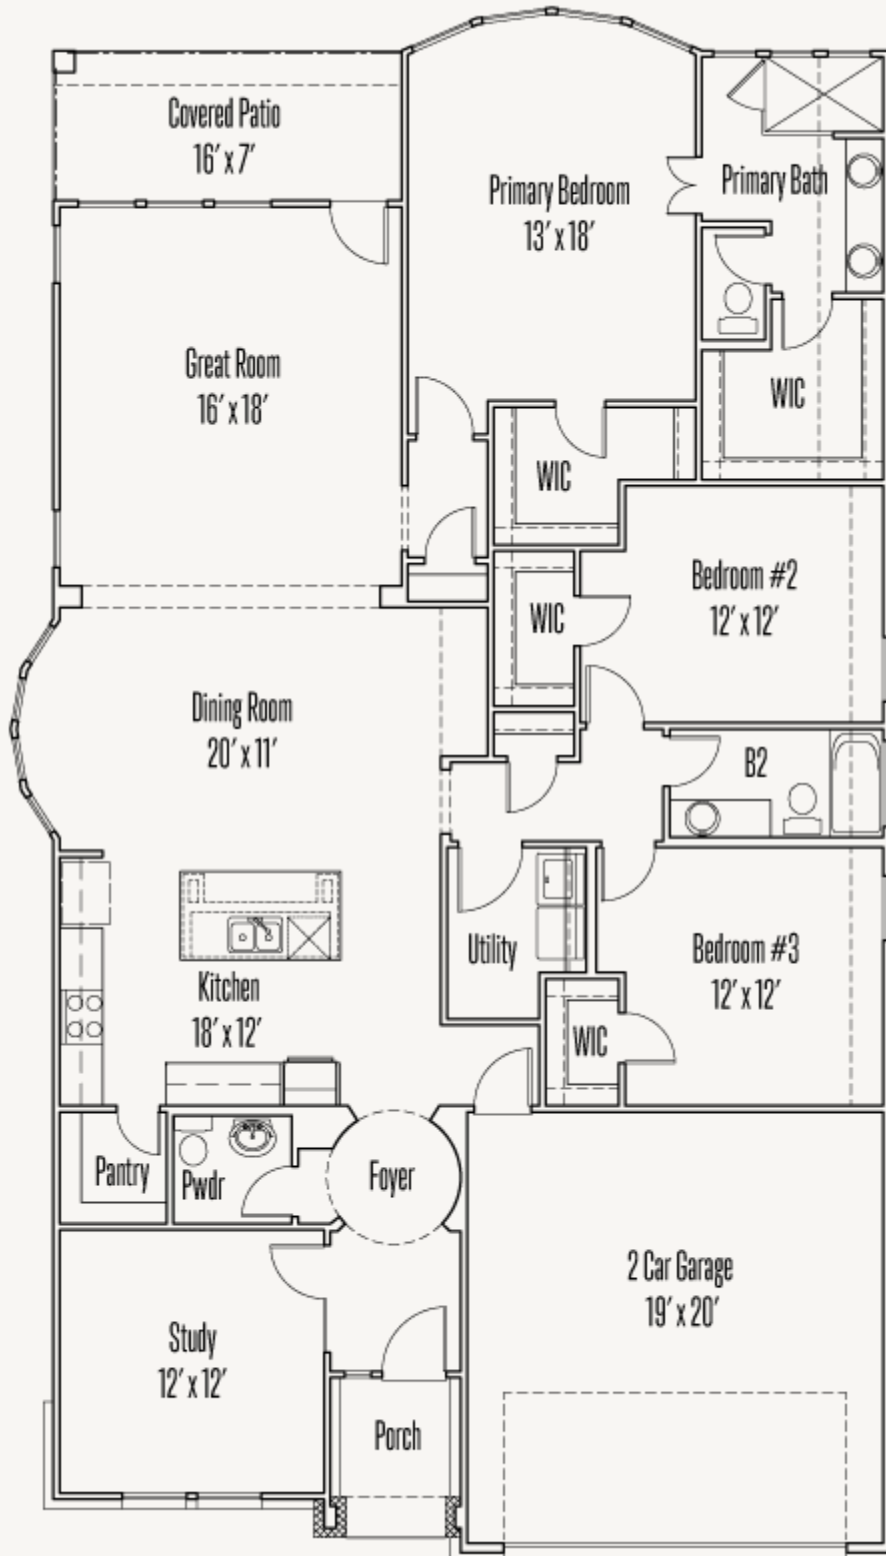 Covered Patio
16' x 7'
Primary Bedroom
13' x 18'
Primary Bath
Great Room
16' x 18'
WIC
WIC
Bedroom #2
12' x 12'
WIC
Dining Room
20' x 11'
B2
Utility
Bedroom #3
12' x 12'
Kitchen
18' x 12'
WIC
Pantry
Pwdr
Foyer
2 Car Garage
19' x 20'
Study
12' x 12'
Porch